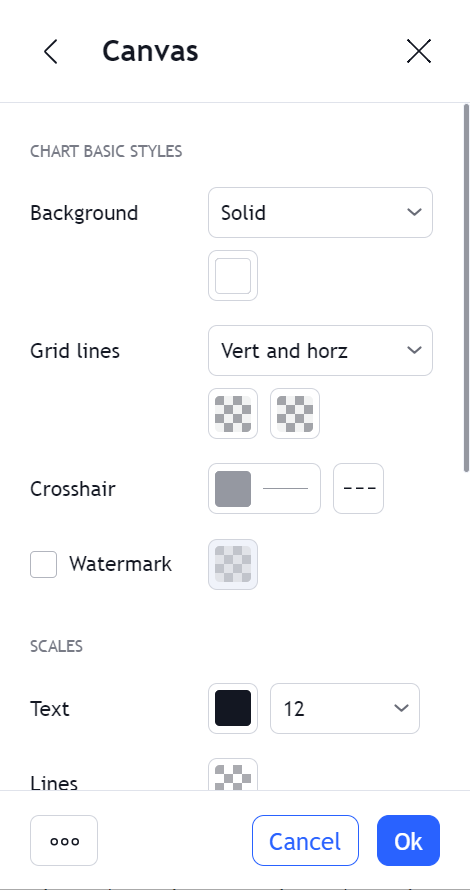 Canvas
CHART BASIC STYLES
Background Solid
Grid lines Vert and horz
Crosshair
Watermark
SCALES
Text 12
Lines
Cancel Ok